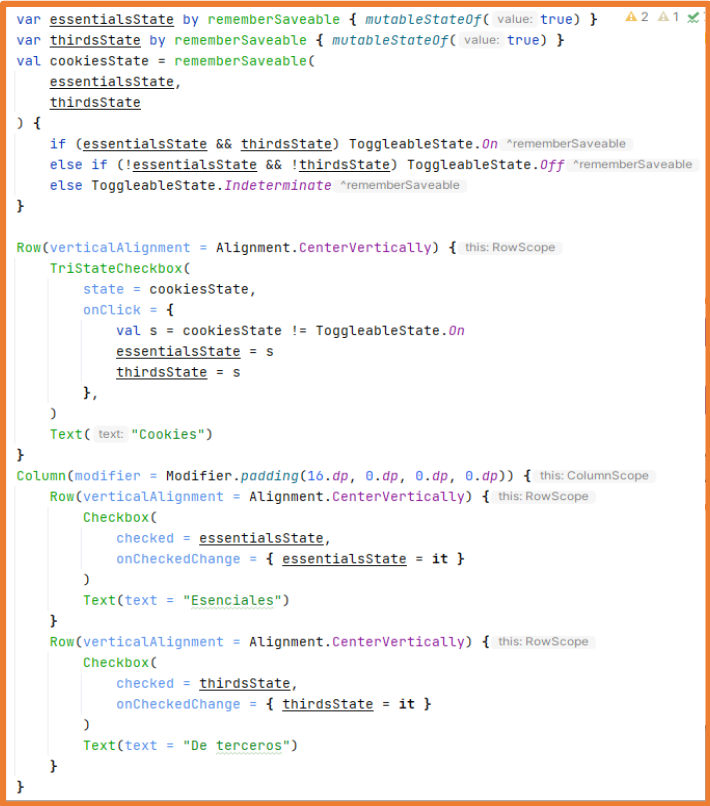 var essentialsState by rememberSaveable { mutableStateOf( value: true) } 2 1
var thirdsState by rememberSaveable { mutableStateOf( value: true) }
val cookiesState = rememberSaveable(
    essentialsState,
    thirdsState
) {
    if (essentialsState && thirdsState) ToggleableState.On ^rememberSaveable
    else if (!essentialsState && !thirdsState) ToggleableState.Off ^rememberSaveable
    else ToggleableState.Indeterminate ^rememberSaveable
}
Row(verticalAlignment = Alignment.CenterVertically) { this: RowScope
    TriStateCheckbox(
        state = cookiesState,
        onClick = {
            val s = cookiesState != ToggleableState.On
            essentialsState = s
            thirdsState = s
        },
    )
    Text( text: "Cookies")
}
Column(modifier = Modifier.padding(16.dp, 0.dp, 0.dp, 0.dp)) { this: ColumnScope
    Row(verticalAlignment = Alignment.CenterVertically) { this: RowScope
        Checkbox(
            checked = essentialsState,
            onCheckedChange = { essentialsState = it }
        )
        Text(text = "Esenciales")
    }
    Row(verticalAlignment = Alignment.CenterVertically) { this: RowScope
        Checkbox(
            checked = thirdsState,
            onCheckedChange = { thirdsState = it }
        )
        Text(text = "De terceros")
    }
}